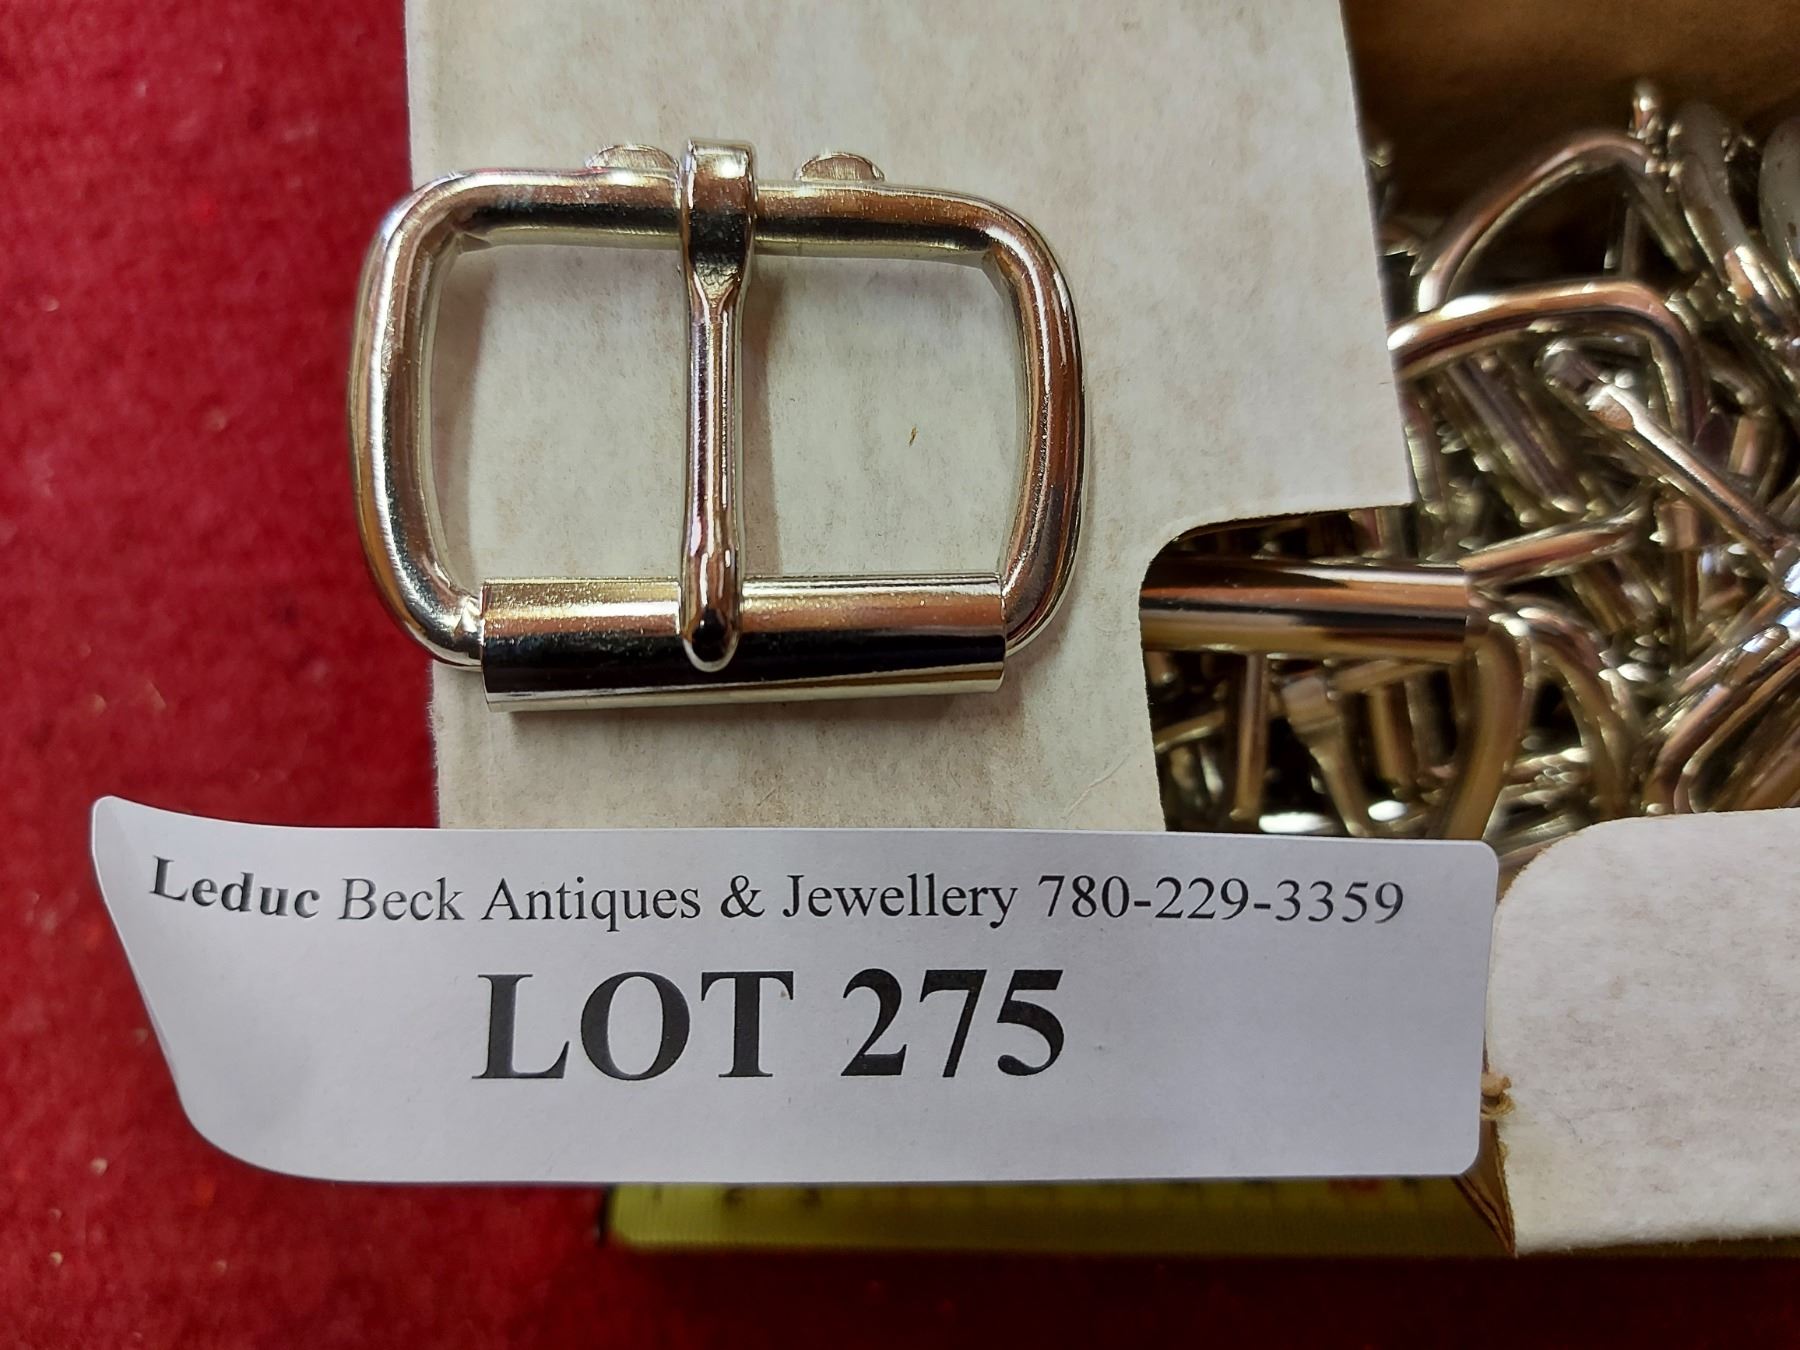 Leduc Beck Antiques & Jewellery 780-229-3359
LOT 275